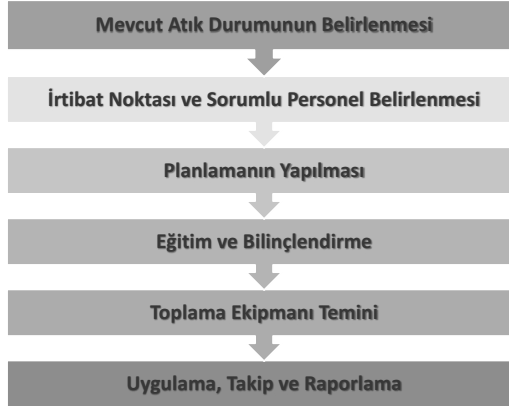 Mevcut Atık Durumunun Belirlenmesi
İrtibat Noktası ve Sorumlu Personel Belirlenmesi
Planlamanın Yapılması
Eğitim ve Bilinçlendirme
Toplama Ekipmanı Temini
Uygulama, Takip ve Raporlama